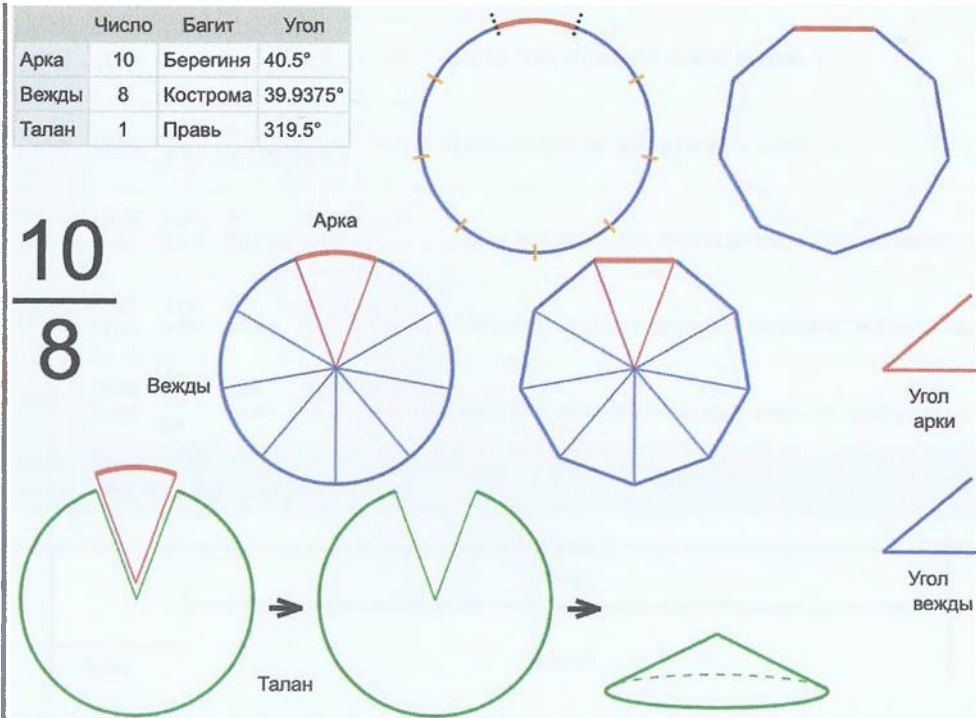 Число Багит Угол
Арка 10 Берегиня 40.5°
Вежды 8 Кострома 39.9375°
Талан 1 Правь 319.5°
10
8
Арка
Вежды
Угол
арки
Угол
вежды
Талан